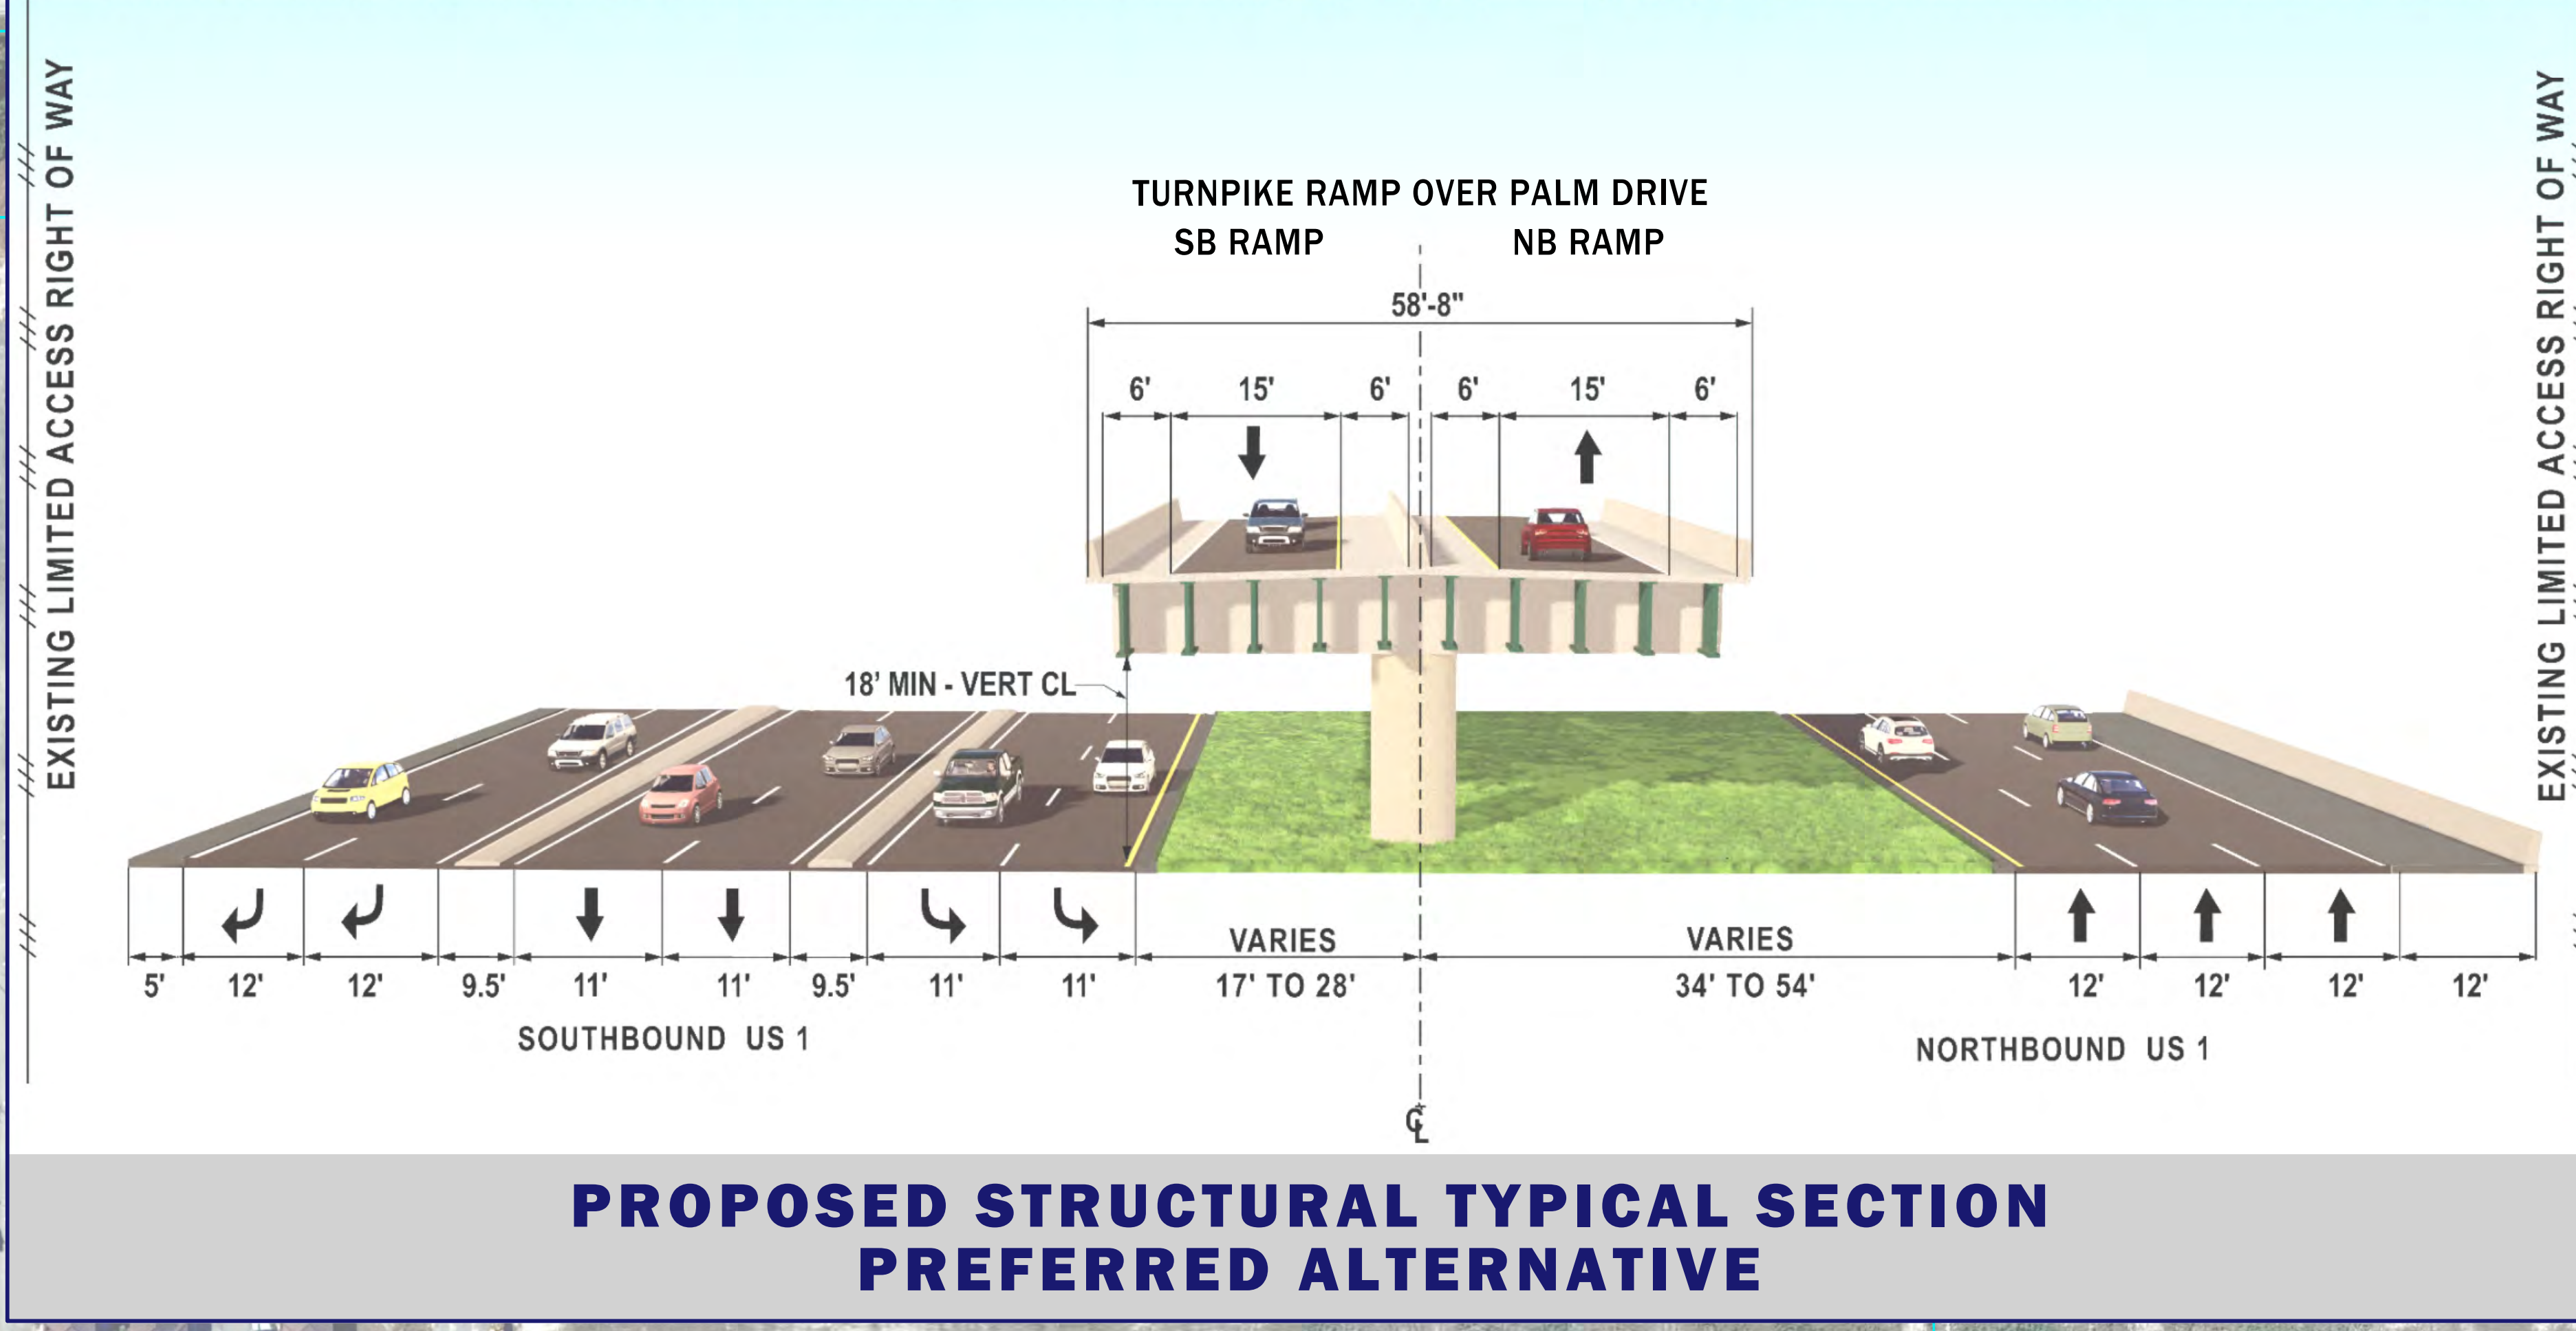 EXISTING LIMITED ACCESS RIGHT OF WAY
TURNPIKE RAMP OVER PALM DRIVE
SB RAMP NB RAMP
58'-8"
6' 15' 6' 6' 15' 6'
18' MIN - VERT CL
VARIES VARIES
5' 12' 12' 9.5' 11' 11' 9.5' 11' 11' 17' TO 28' 34' TO 54' 12' 12' 12' 12'
SOUTHBOUND US 1 NORTHBOUND US 1
CL
EXISTING LIMITED ACCESS RIGHT OF WAY
PROPOSED STRUCTURAL TYPICAL SECTION
PREFERRED ALTERNATIVE